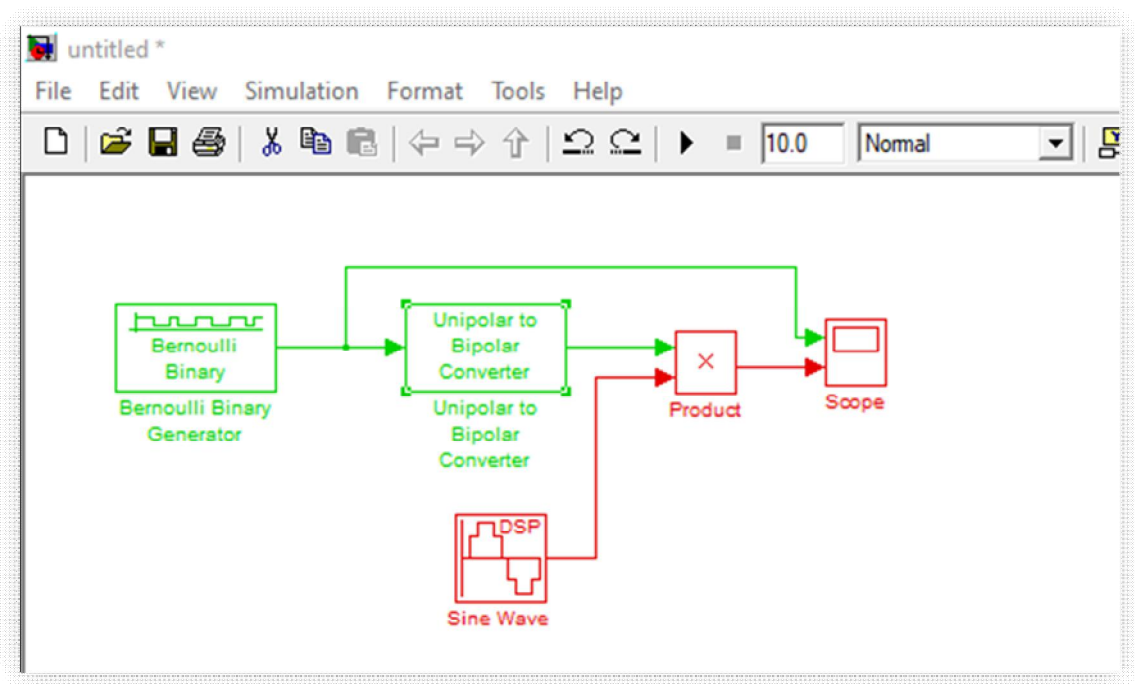 untitled *
File Edit View Simulation Format Tools Help
10.0 Normal
Bernoulli
Binary
Bernoulli Binary
Generator
Unipolar to
Bipolar
Converter
Unipolar to
Bipolar
Converter
×
Product
Scope
DSP
Sine Wave